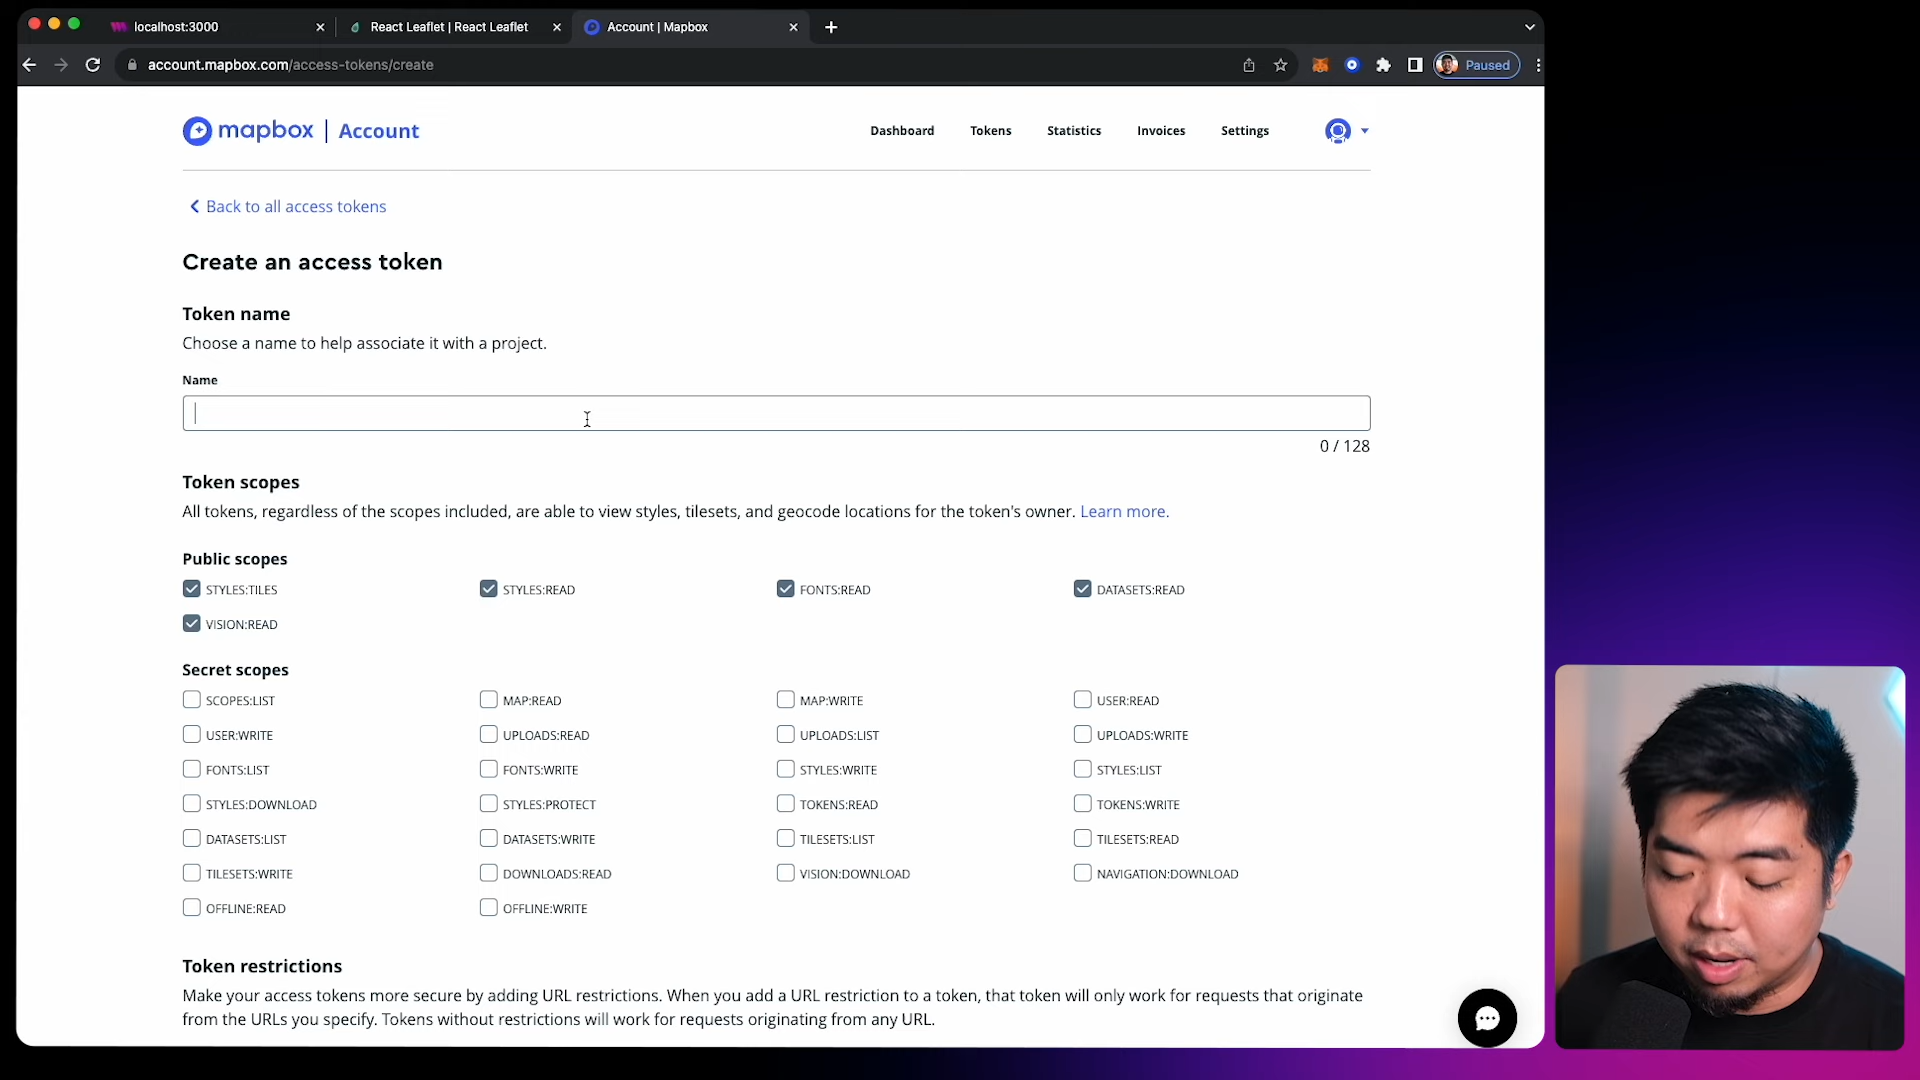 localhost:3000
React Leaflet | React Leaflet
Account | Mapbox
account.mapbox.com/access-tokens/create
Paused
mapbox | Account
Dashboard
Tokens
Statistics
Invoices
Settings
Back to all access tokens
Create an access token
Token name
Choose a name to help associate it with a project.
Name
0 / 128
Token scopes
All tokens, regardless of the scopes included, are able to view styles, tilesets, and geocode locations for the token's owner. Learn more.
Public scopes
STYLES:TILES STYLES:READ FONTS:READ DATASETS:READ
VISION:READ
Secret scopes
SCOPES:LIST MAP:READ MAP:WRITE USER:READ
USER:WRITE UPLOADS:READ UPLOADS:LIST UPLOADS:WRITE
FONTS:LIST FONTS:WRITE STYLES:WRITE STYLES:LIST
STYLES:DOWNLOAD STYLES:PROTECT TOKENS:READ TOKENS:WRITE
DATASETS:LIST DATASETS:WRITE TILESETS:LIST TILESETS:READ
TILESETS:WRITE DOWNLOADS:READ VISION:DOWNLOAD NAVIGATION:DOWNLOAD
OFFLINE:READ OFFLINE:WRITE
Token restrictions
Make your access tokens more secure by adding URL restrictions. When you add a URL restriction to a token, that token will only work for requests that originate
from the URLs you specify. Tokens without restrictions will work for requests originating from any URL.